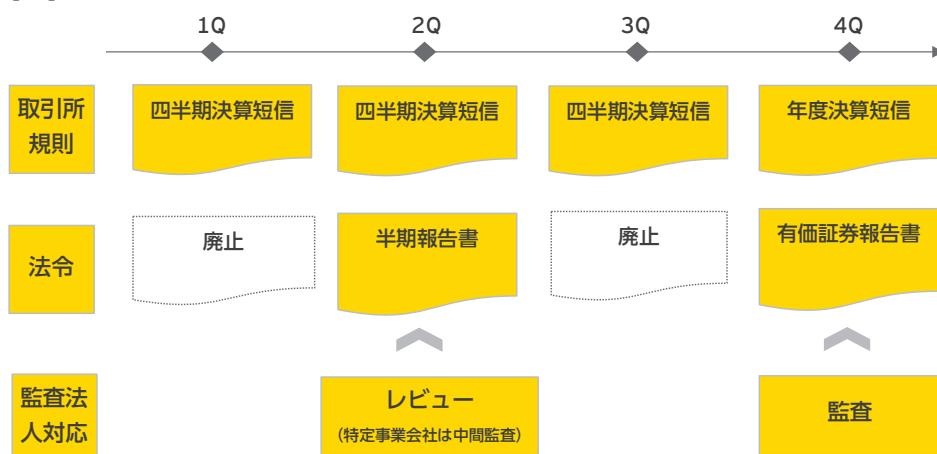 1Q 2Q 3Q 4Q
取引所
規則
四半期決算短信 四半期決算短信 四半期決算短信 年度決算短信
法令
廃止 半期報告書 廃止 有価証券報告書
監査法
人対応
レビュー
(特定事業会社は中間監査)
監査